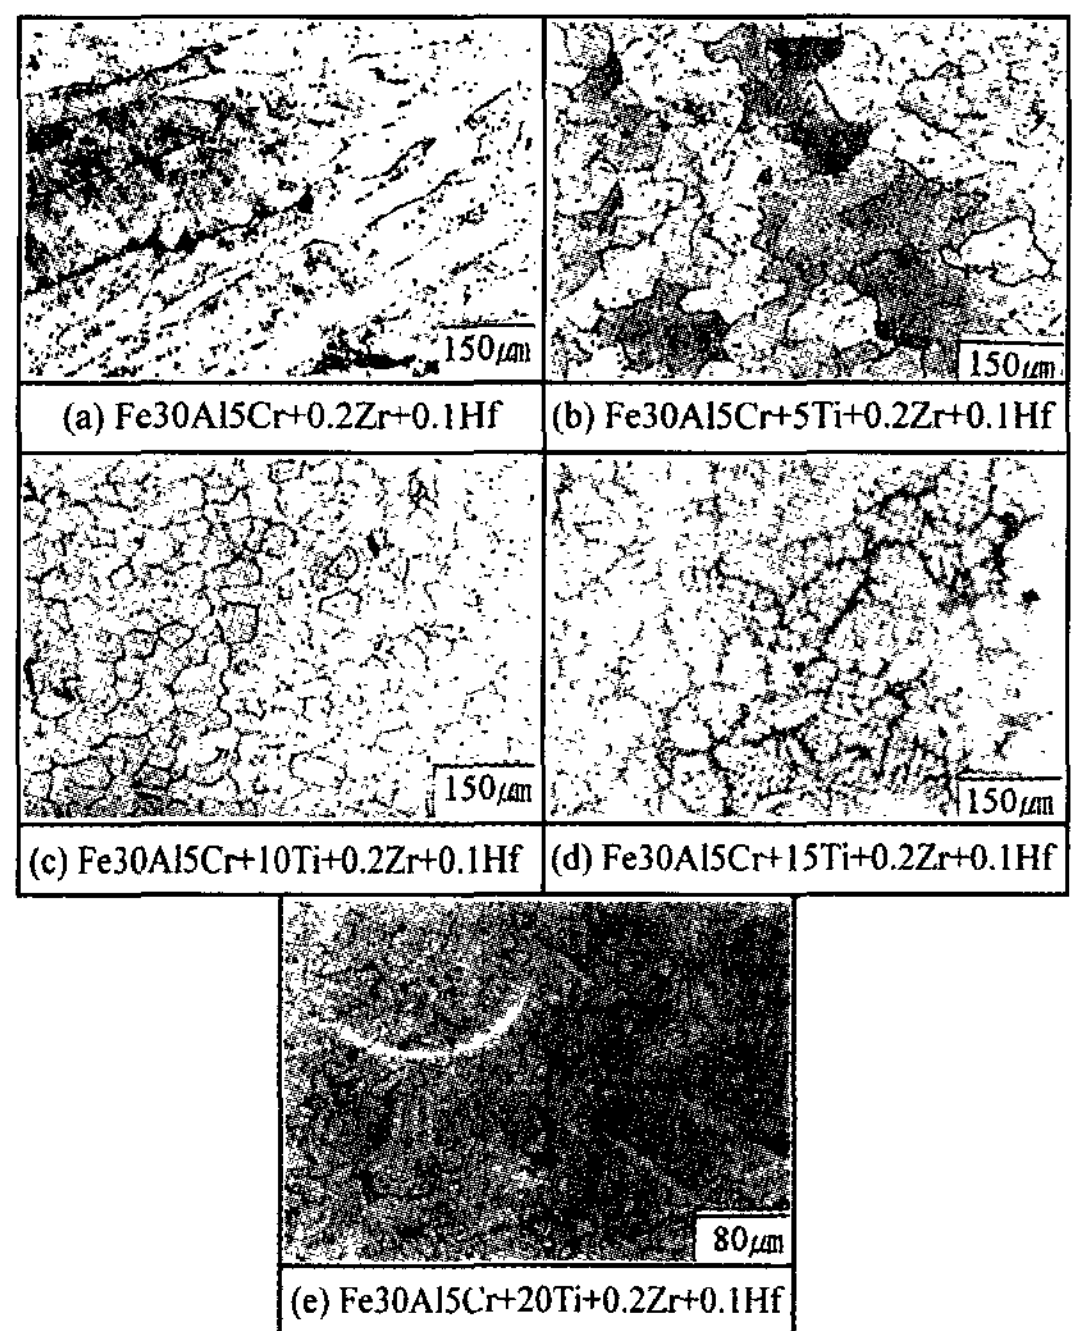 150μm
150μm
(a) Fe30Al5Cr+0.2Zr+0.1Hf
(b) Fe30Al5Cr+5Ti+0.2Zr+0.1Hf
150μm
150μm
(c) Fe30Al5Cr+10Ti+0.2Zr+0.1Hf
(d) Fe30Al5Cr+15Ti+0.2Zr+0.1Hf
80μm
(e) Fe30Al5Cr+20Ti+0.2Zr+0.1Hf